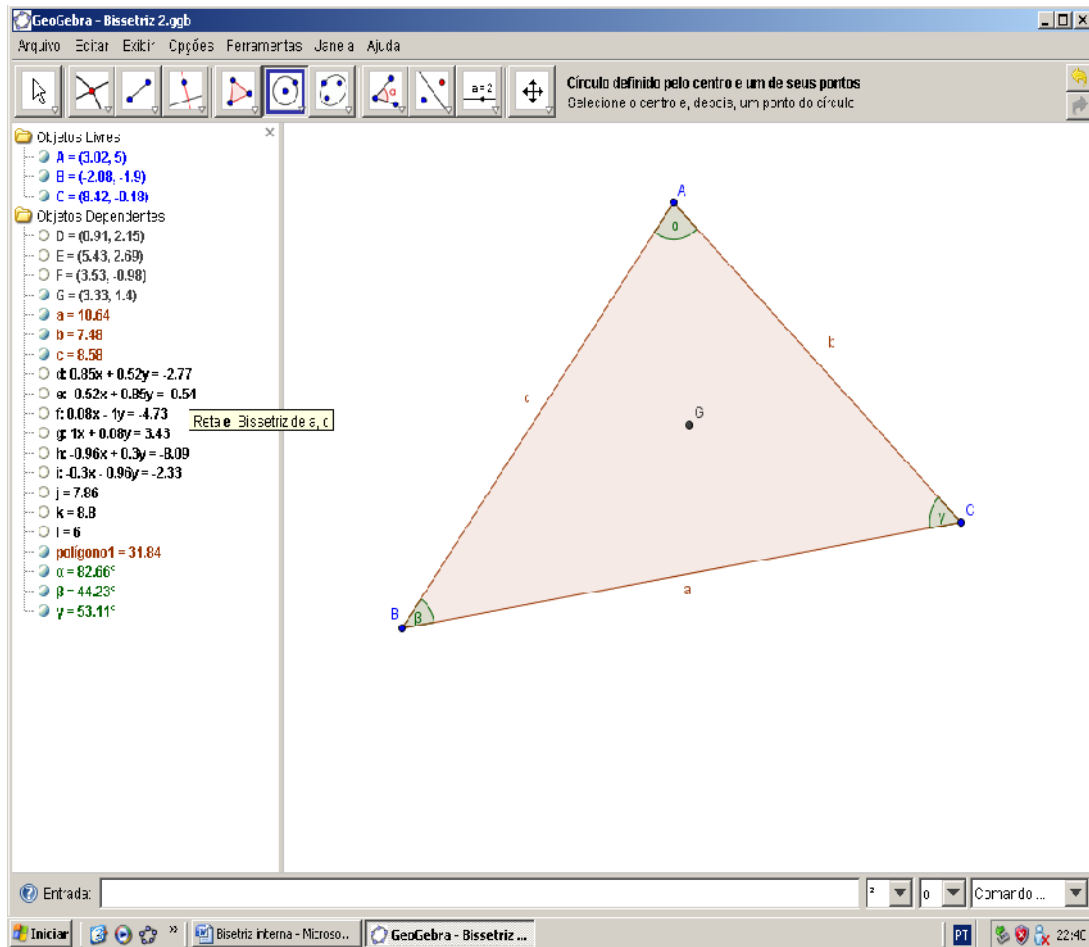 GeoGebra - Bissetriz 2.ggb
Arquivo Editar Exibir Opções Ferramentas Janela Ajuda
a=2
Círculo definido pelo centro e um de seus pontos
Selecione o centro e, depois, um ponto do círculo
Objetos Livres
A = (3.02, 5)
B = (-2.08, -1.9)
C = (8.42, -0.18)
Objetos Dependentes
D = (0.91, 2.15)
E = (5.43, 2.69)
F = (3.53, -0.98)
G = (3.33, 1.4)
a = 10.64
b = 7.48
c = 8.58
d: 0.85x + 0.52y = -2.77
e: 0.52x + 0.85y = 0.54
f: 0.08x - 1y = -4.73
g: 1x + 0.08y = 3.43
h: -0.96x + 0.3y = -8.09
i: -0.3x - 0.96y = -2.33
j = 7.86
k = 8.8
l = 6
polígono1 = 31.84
α = 82.66°
β = 44.23°
γ = 53.11°
Reta e: Bissetriz de a, c
A
α
b
c
G
C
γ
a
B
β
Entrada:
²
α
Comando ...
Iniciar
»
Bisetriz interna - Microso...
GeoGebra - Bissetriz ...
PT
22:40